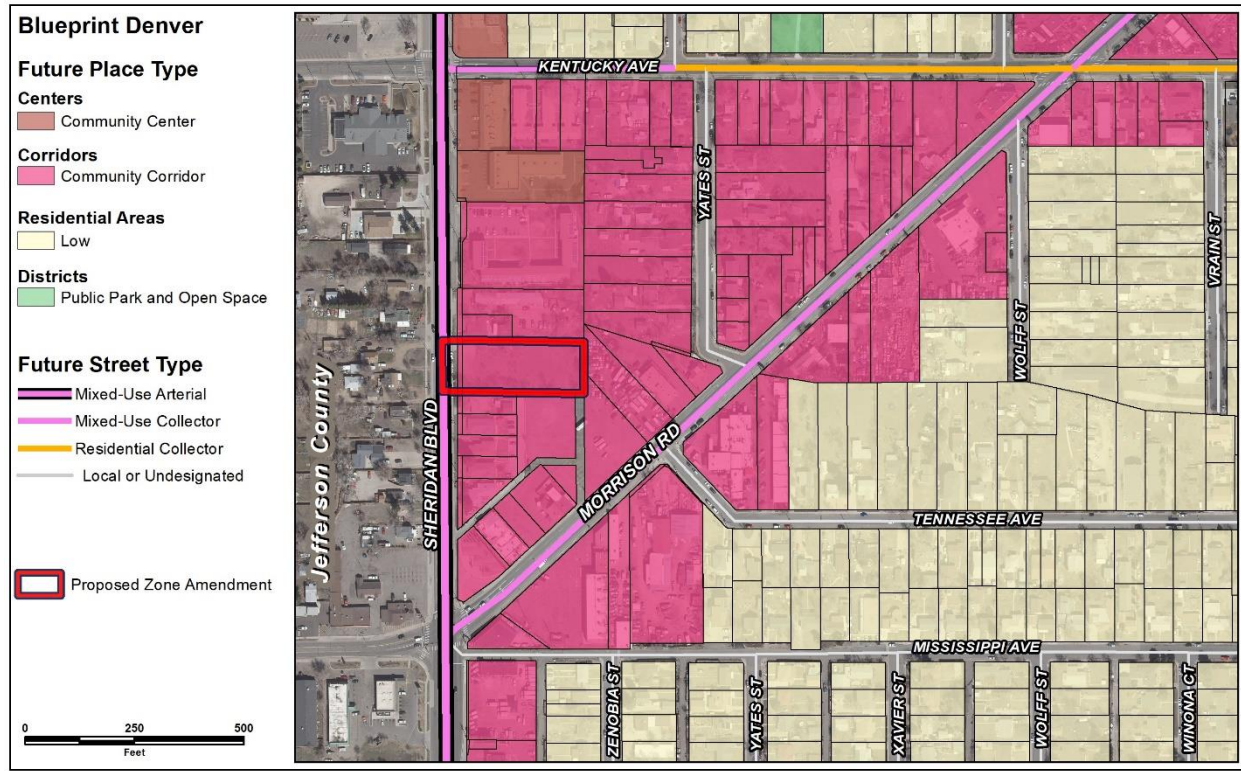 Blueprint Denver
Future Place Type
Centers
Community Center
Corridors
Community Corridor
Residential Areas
Low
Districts
Public Park and Open Space
Future Street Type
Mixed-Use Arterial
Mixed-Use Collector
Residential Collector
Local or Undesignated
Proposed Zone Amendment
0 250 500
Feet
Jefferson County
SHERIDAN BLVD
KENTUCKY AVE
YATES ST
WOLFF ST
VRAIN ST
MORRISON RD
TENNESSEE AVE
MISSISSIPPI AVE
ZENOBIA ST
YATES ST
XAVIER ST
WOLFF ST
WINONA CT